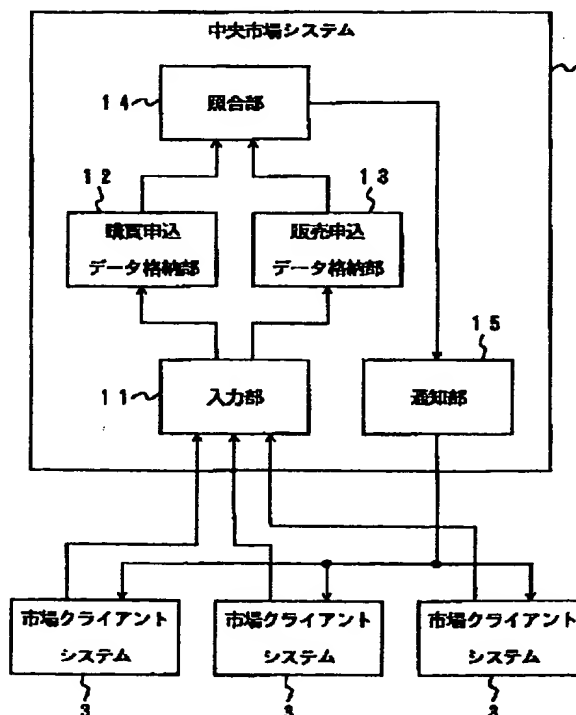 中央市場システム
14
照合部
12
13
購買申込
データ格納部
販売申込
データ格納部
15
11
入力部
通知部
市場クライアント
システム
市場クライアント
システム
市場クライアント
システム
3
3
3